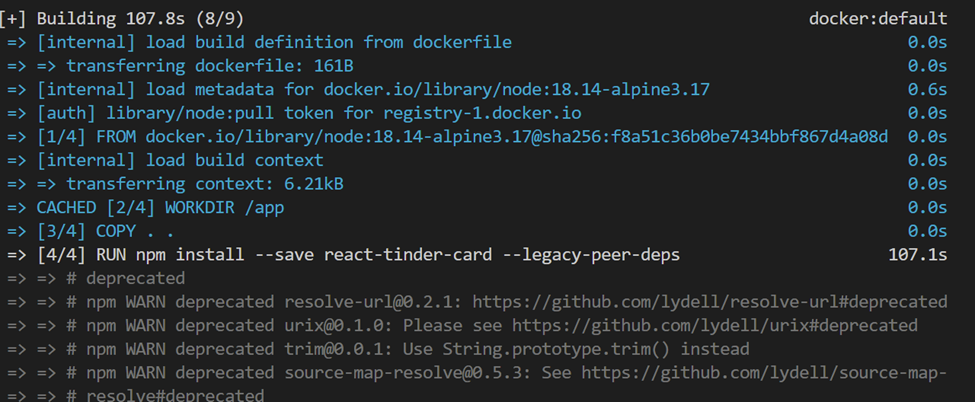 [+] Building 107.8s (8/9) docker:default
=> [internal] load build definition from dockerfile 0.0s
=> => transferring dockerfile: 161B 0.0s
=> [internal] load metadata for docker.io/library/node:18.14-alpine3.17 0.6s
=> [auth] library/node:pull token for registry-1.docker.io 0.0s
=> [1/4] FROM docker.io/library/node:18.14-alpine3.17@sha256:f8a51c36b0be7434bbf867d4a08d 0.0s
=> [internal] load build context 0.0s
=> => transferring context: 6.21kB 0.0s
=> CACHED [2/4] WORKDIR /app 0.0s
=> [3/4] COPY . . 0.0s
=> [4/4] RUN npm install --save react-tinder-card --legacy-peer-deps 107.1s
=> => # deprecated
=> => # npm WARN deprecated resolve-url@0.2.1: https://github.com/lydell/resolve-url#deprecated
=> => # npm WARN deprecated urix@0.1.0: Please see https://github.com/lydell/urix#deprecated
=> => # npm WARN deprecated trim@0.0.1: Use String.prototype.trim() instead
=> => # npm WARN deprecated source-map-resolve@0.5.3: See https://github.com/lydell/source-map-
=> => # resolve#deprecated